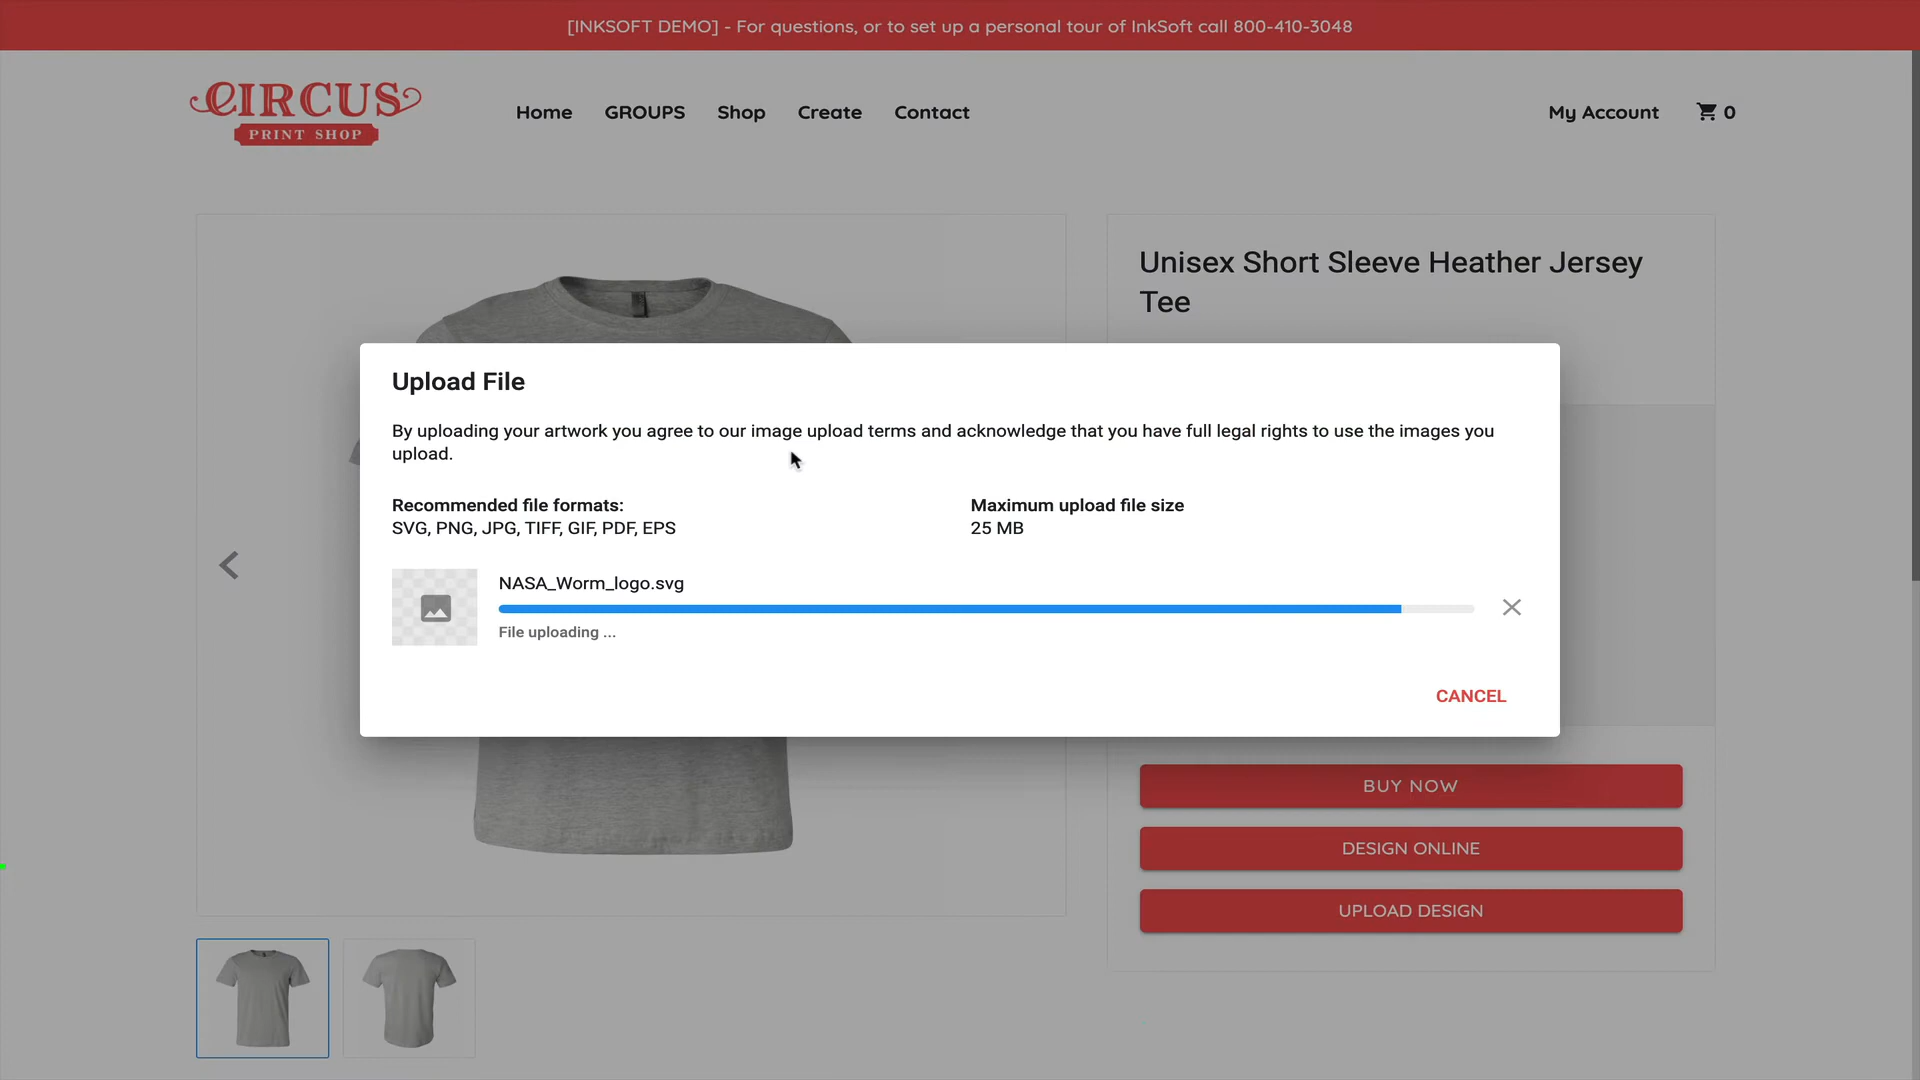 [INKSOFT DEMO] - For questions, or to set up a personal tour of InkSoft call 800-410-3048
CIRCUS
PRINT SHOP
Home GROUPS Shop Create Contact
My Account 0
Unisex Short Sleeve Heather Jersey
Tee
Upload File
By uploading your artwork you agree to our image upload terms and acknowledge that you have full legal rights to use the images you
upload.
Recommended file formats:
SVG, PNG, JPG, TIFF, GIF, PDF, EPS
Maximum upload file size
25 MB
NASA_Worm_logo.svg
File uploading ...
CANCEL
BUY NOW
DESIGN ONLINE
UPLOAD DESIGN